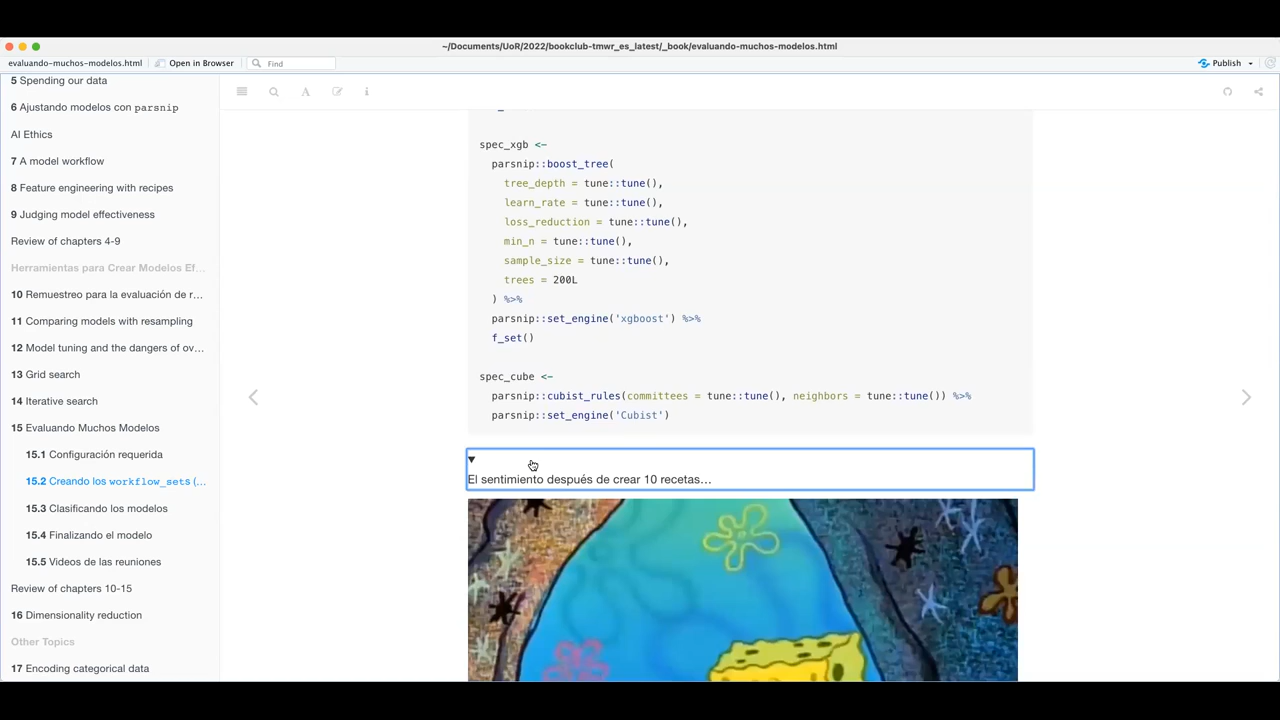 ~/Documents/UoR/2022/bookclub-tmwr_es_latest/_book/evaluando-muchos-modelos.html
evaluando-muchos-modelos.html
Open in Browser
Find
Publish
5 Spending our data
6 Ajustando modelos con parsnip
AI Ethics
7 A model workflow
8 Feature engineering with recipes
9 Judging model effectiveness
Review of chapters 4-9
Herramientas para Crear Modelos Ef...
10 Remuestreo para la evaluación de r...
11 Comparing models with resampling
12 Model tuning and the dangers of ov...
13 Grid search
14 Iterative search
15 Evaluando Muchos Modelos
15.1 Configuración requerida
15.2 Creando los workflow_sets (...
15.3 Clasificando los modelos
15.4 Finalizando el modelo
15.5 Videos de las reuniones
Review of chapters 10-15
16 Dimensionality reduction
Other Topics
17 Encoding categorical data
spec_xgb <-
parsnip::boost_tree(
tree_depth = tune::tune(),
learn_rate = tune::tune(),
loss_reduction = tune::tune(),
min_n = tune::tune(),
sample_size = tune::tune(),
trees = 200L
) %>%
parsnip::set_engine('xgboost') %>%
f_set()
spec_cube <-
parsnip::cubist_rules(committees = tune::tune(), neighbors = tune::tune()) %>%
parsnip::set_engine('Cubist')
El sentimiento después de crear 10 recetas...